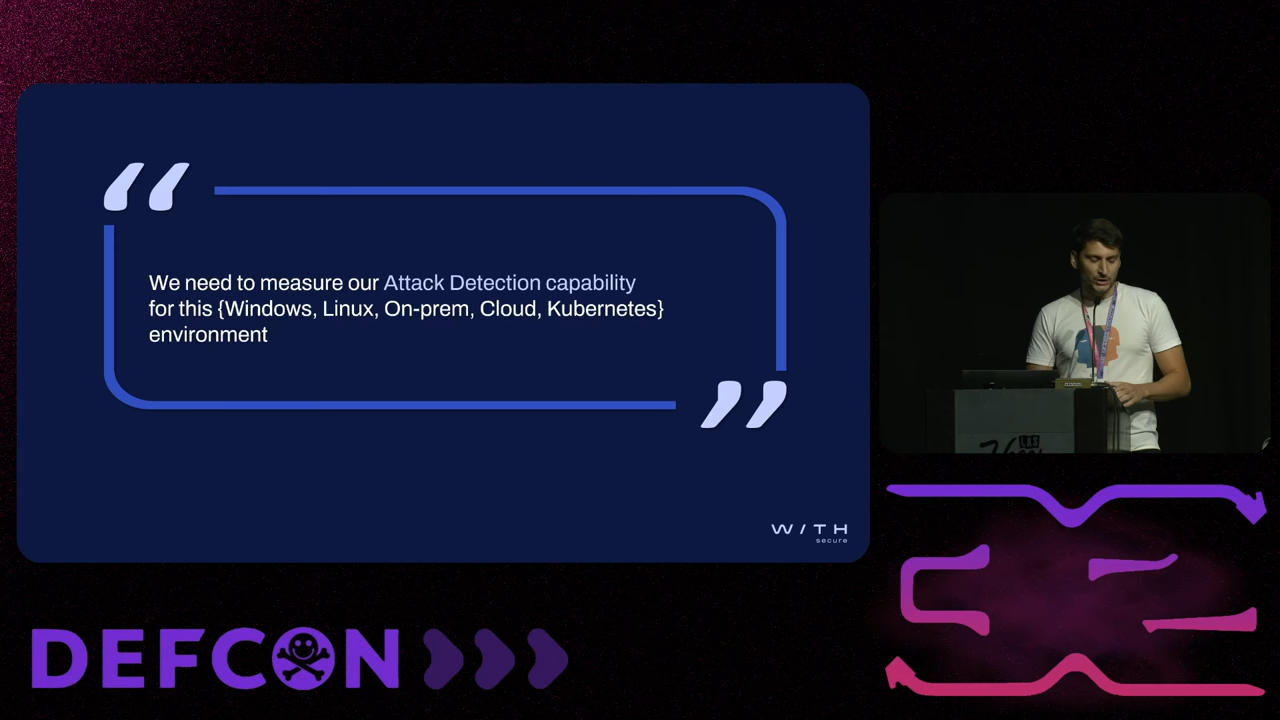 We need to measure our Attack Detection capability
for this {Windows, Linux, On-prem, Cloud, Kubernetes}
environment
W / T H
secure
LAS
DEFCON